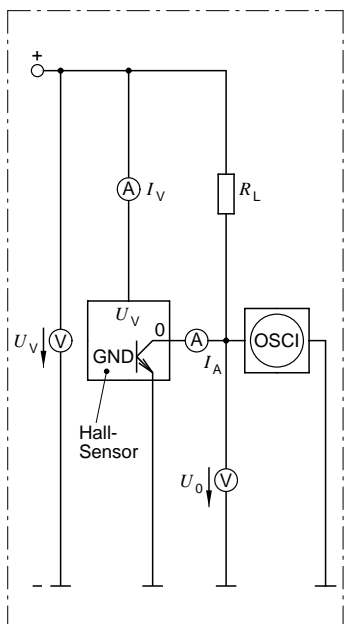 +
A I_V
R_L
U_V
0
U_V V
GND
A
OSCI
I_A
Hall-
Sensor
U_0 V
-